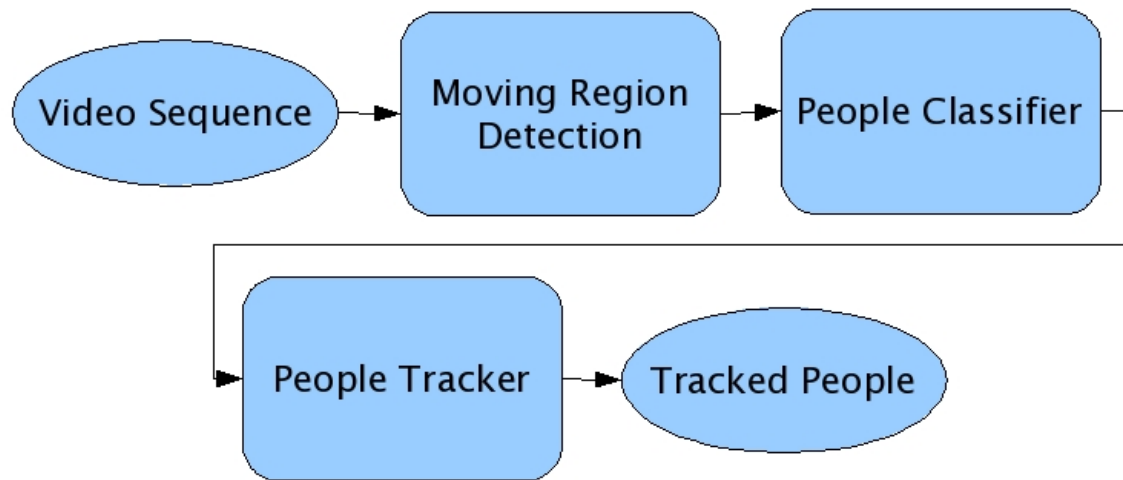 Video Sequence
Moving Region
Detection
People Classifier
People Tracker
Tracked People